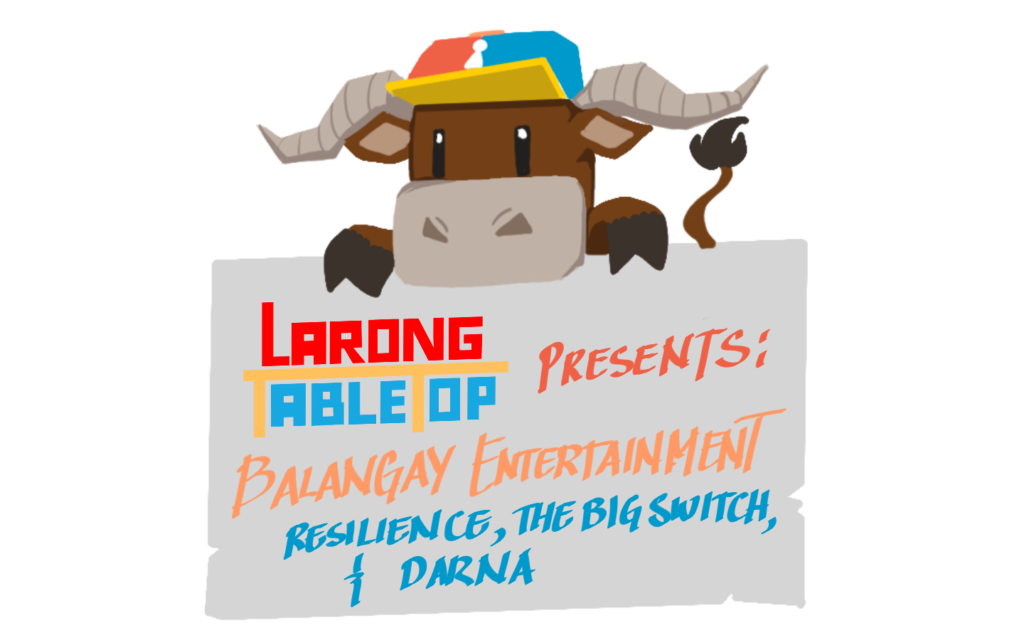 LARONG
TABLETOP
PRESENTS:
BALANGAY ENTERTAINMENT
RESILIENCE, THE BIG SWITCH,
& DARNA